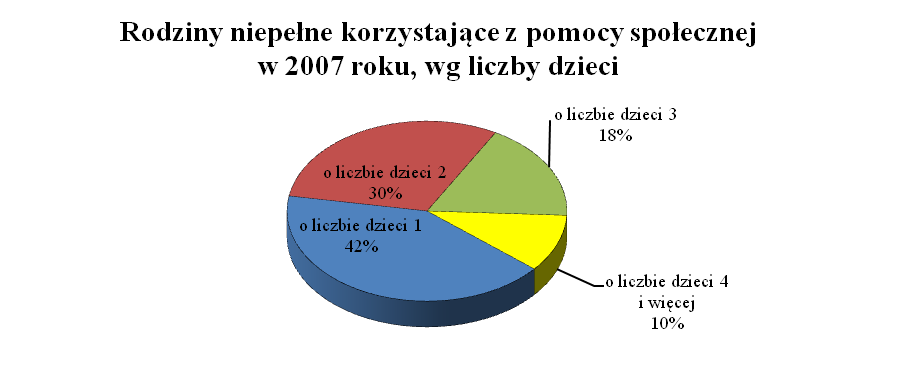 Rodziny niepełne korzystające z pomocy społecznej
w 2007 roku, wg liczby dzieci
o liczbie dzieci 3
18%
o liczbie dzieci 2
30%
o liczbie dzieci 1
42%
o liczbie dzieci 4
i więcej
10%